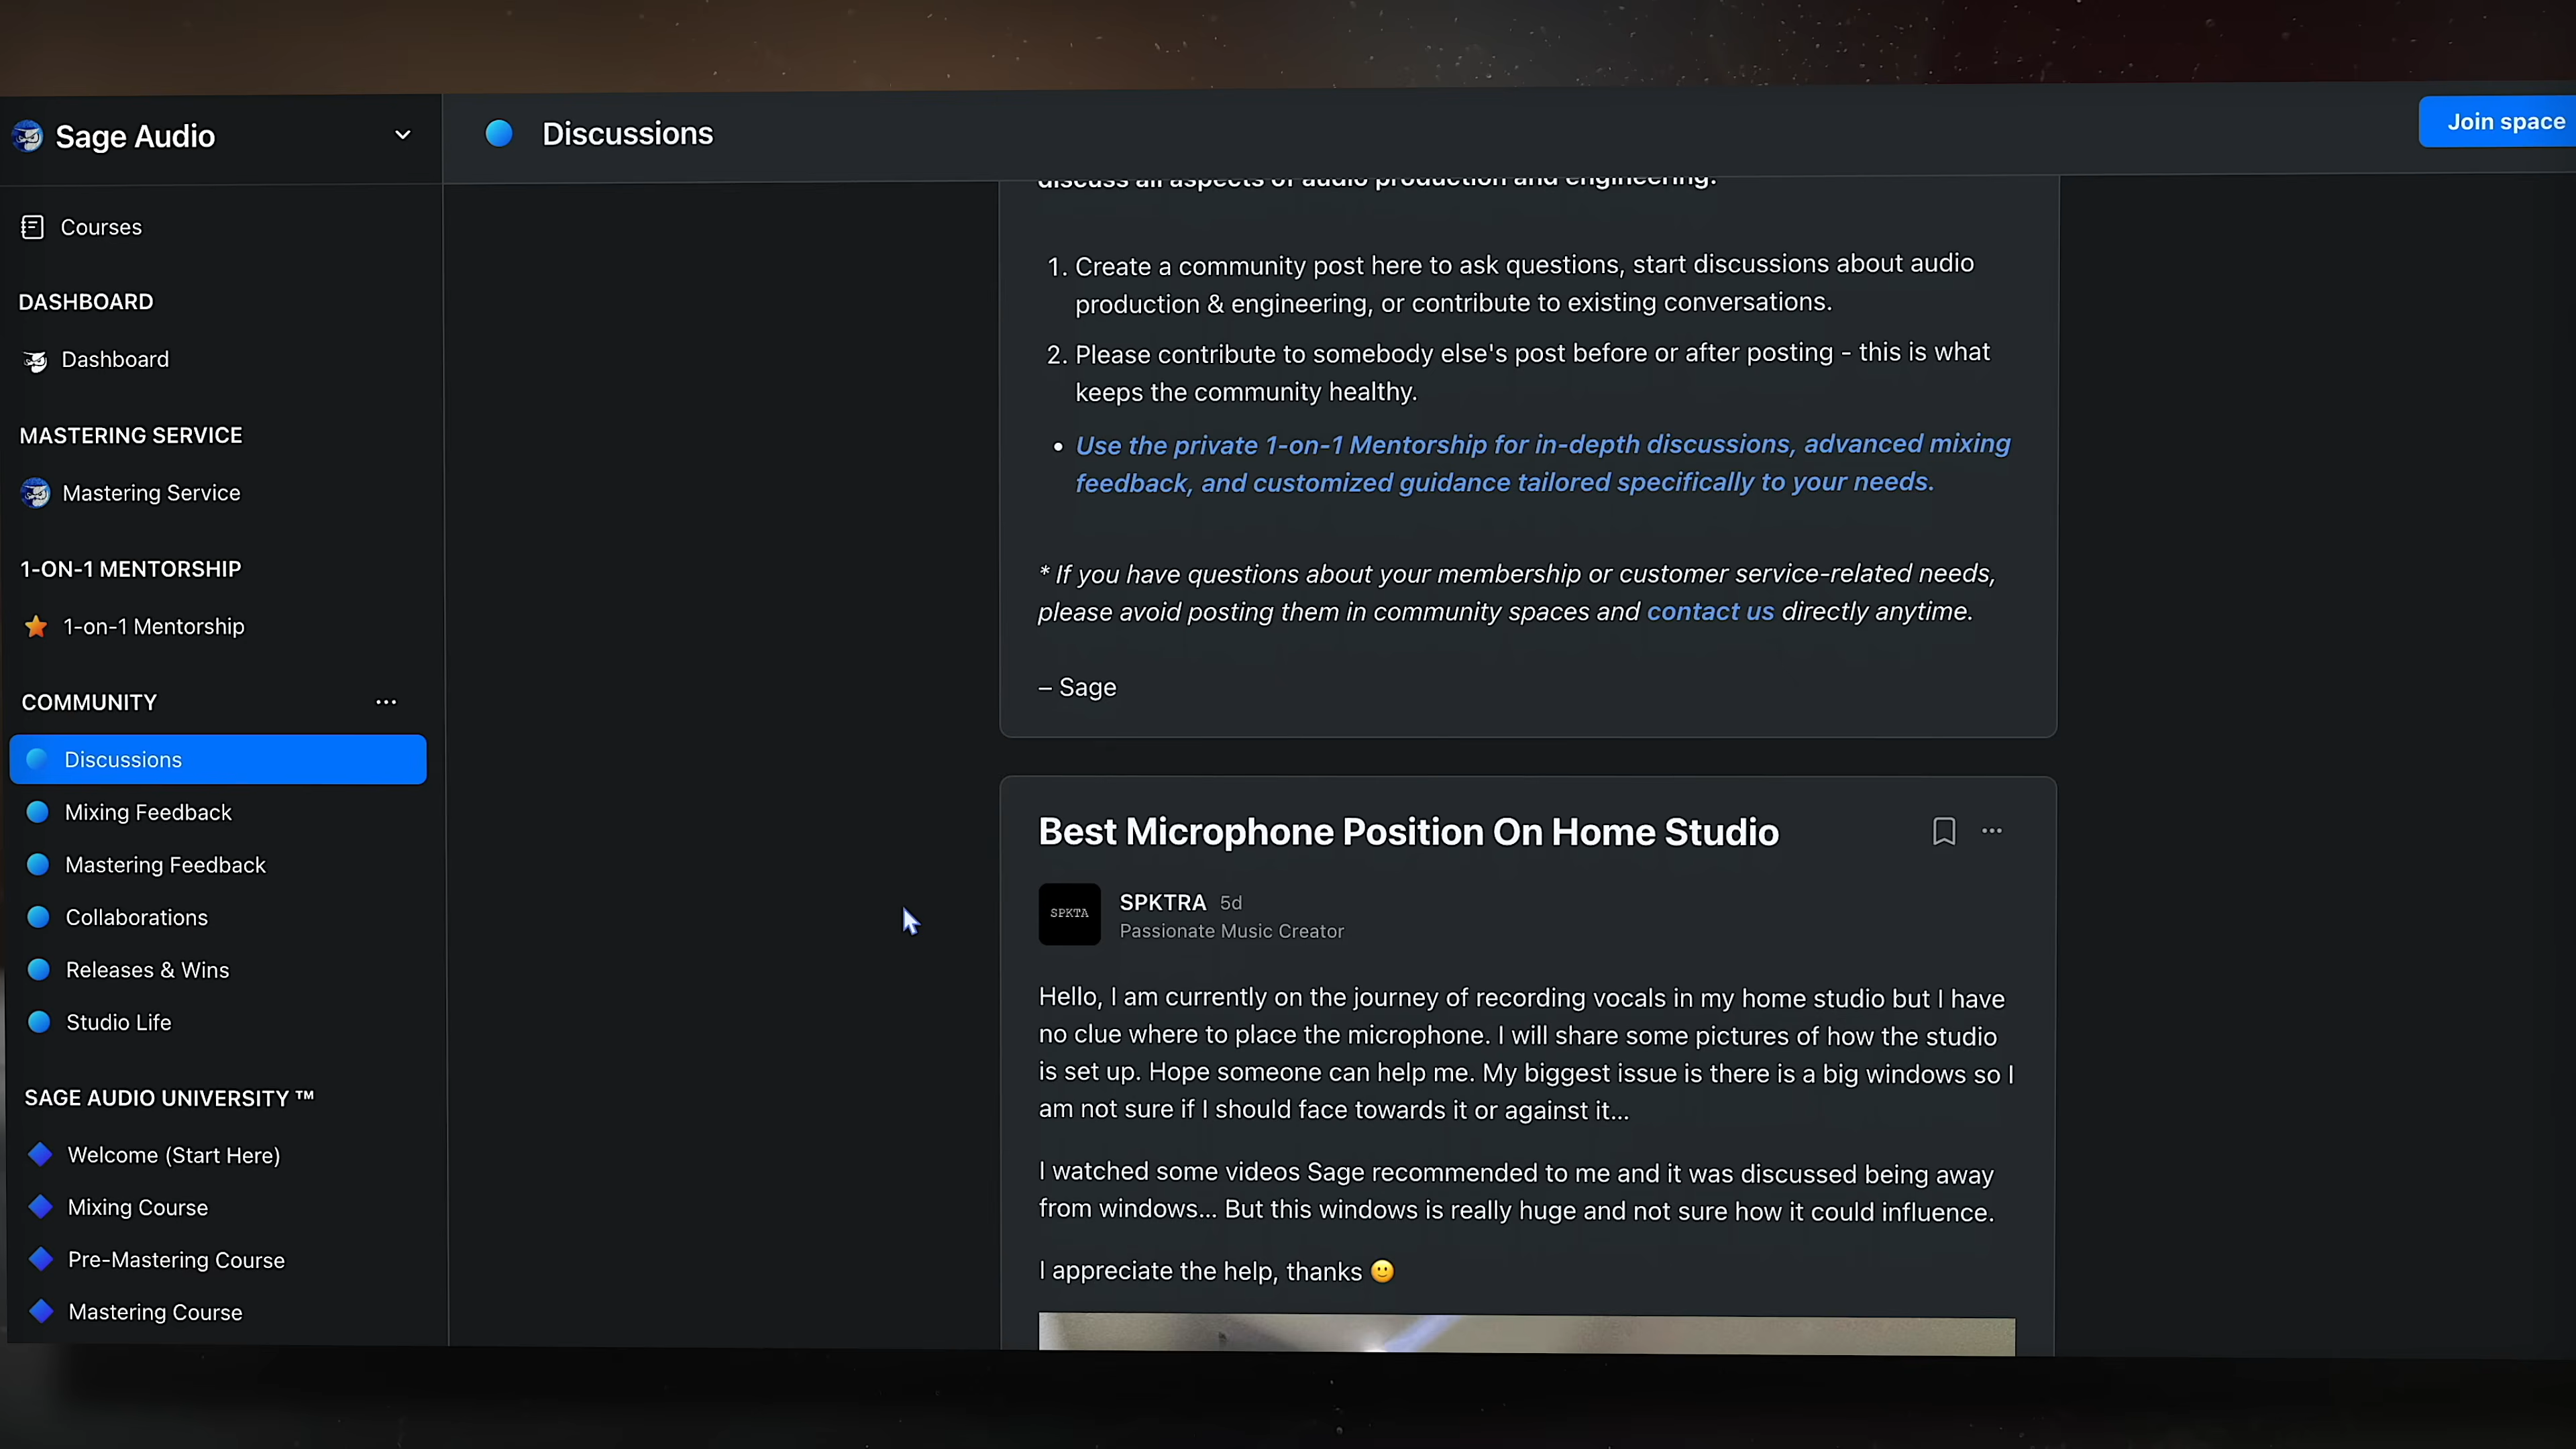 Sage Audio
Courses
DASHBOARD
Dashboard
MASTERING SERVICE
Mastering Service
1-ON-1 MENTORSHIP
1-on-1 Mentorship
COMMUNITY
Discussions
Mixing Feedback
Mastering Feedback
Collaborations
Releases & Wins
Studio Life
SAGE AUDIO UNIVERSITY ™
Welcome (Start Here)
Mixing Course
Pre-Mastering Course
Mastering Course
Discussions
Join space
discuss all aspects of audio production and engineering.
1. Create a community post here to ask questions, start discussions about audio
production & engineering, or contribute to existing conversations.
2. Please contribute to somebody else's post before or after posting - this is what
keeps the community healthy.
• Use the private 1-on-1 Mentorship for in-depth discussions, advanced mixing
feedback, and customized guidance tailored specifically to your needs.
* If you have questions about your membership or customer service-related needs,
please avoid posting them in community spaces and contact us directly anytime.
– Sage
Best Microphone Position On Home Studio
SPKTA
SPKTRA 5d
Passionate Music Creator
Hello, I am currently on the journey of recording vocals in my home studio but I have
no clue where to place the microphone. I will share some pictures of how the studio
is set up. Hope someone can help me. My biggest issue is there is a big windows so I
am not sure if I should face towards it or against it...
I watched some videos Sage recommended to me and it was discussed being away
from windows... But this windows is really huge and not sure how it could influence.
I appreciate the help, thanks 🙂